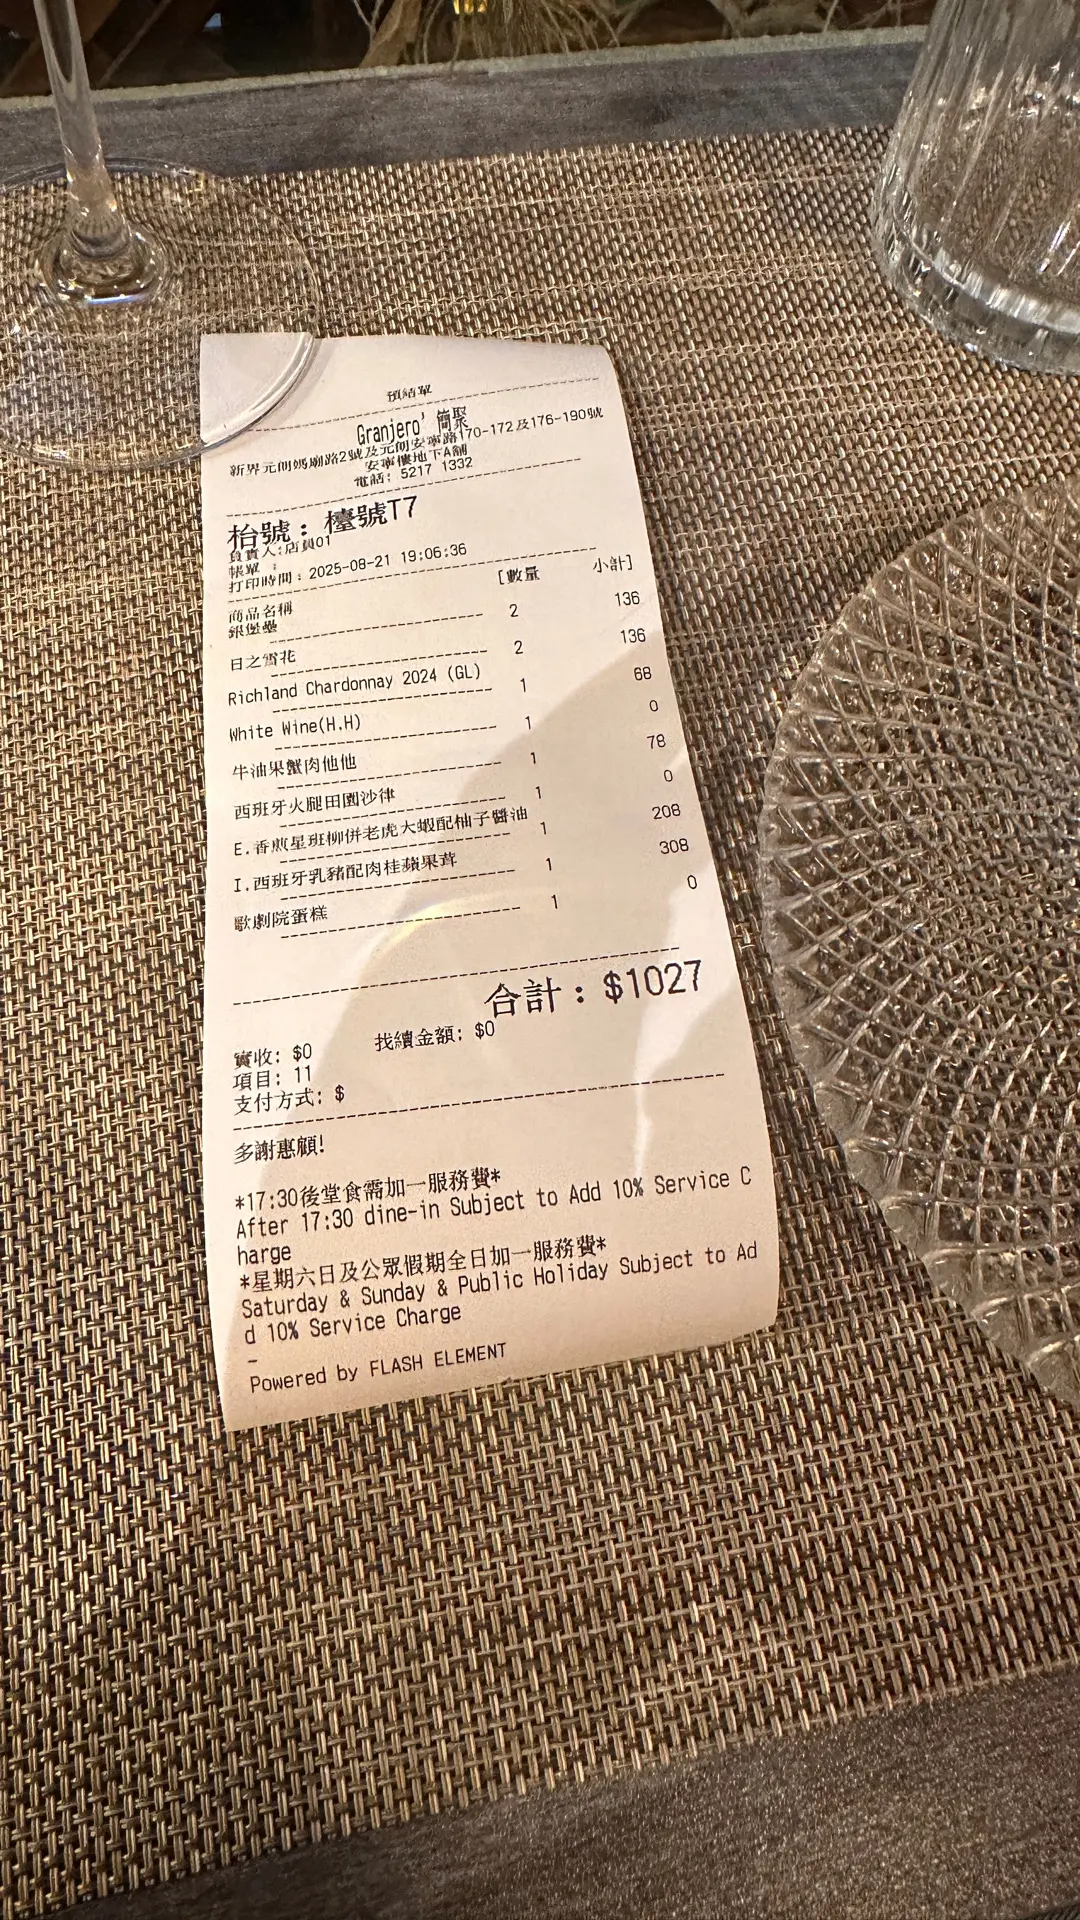 預結單
Granjero' 簡聚
新界元朗媽廟路2號及元朗安寧路170-172及176-190號
安寧樓地下A舖
電話: 5217 1332
枱號：檯號T7
負責人:店員01
帳單 :
打印時間：2025-08-21 19:06:36
商品名稱 [數量 小計]
銀堡壘 2 136
日之雪花 2 136
Richland Chardonnay 2024 (GL) 1 68
White Wine(H.H) 1 0
牛油果蟹肉他他 1 78
西班牙火腿田園沙律 1 0
E.香煎星班柳併老虎大蝦配柚子醬油 1 208
I.西班牙乳豬配肉桂蘋果茸 1 308
歌劇院蛋糕 1 0
合計：$1027
實收: $0 找續金額: $0
項目: 11
支付方式: $
多謝惠顧!
*17:30後堂食需加一服務費*
After 17:30 dine-in Subject to Add 10% Service C
harge
*星期六日及公眾假期全日加一服務費*
Saturday & Sunday & Public Holiday Subject to Ad
d 10% Service Charge
–
Powered by FLASH ELEMENT